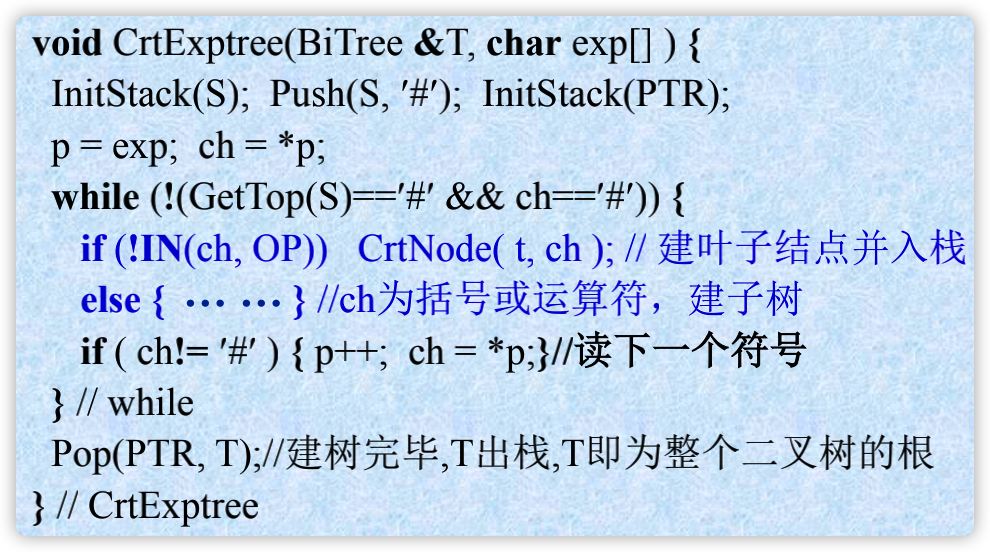 void CrtExptree(BiTree &T, char exp[] ) {
InitStack(S); Push(S, ′#′); InitStack(PTR);
p = exp; ch = *p;
while (!(GetTop(S)==′#′ && ch==′#′)) {
if (!IN(ch, OP)) CrtNode( t, ch ); // 建叶子结点并入栈
else { … … } //ch为括号或运算符，建子树
if ( ch!= ′#′ ) { p++; ch = *p;}//读下一个符号
} // while
Pop(PTR, T);//建树完毕,T出栈,T即为整个二叉树的根
} // CrtExptree